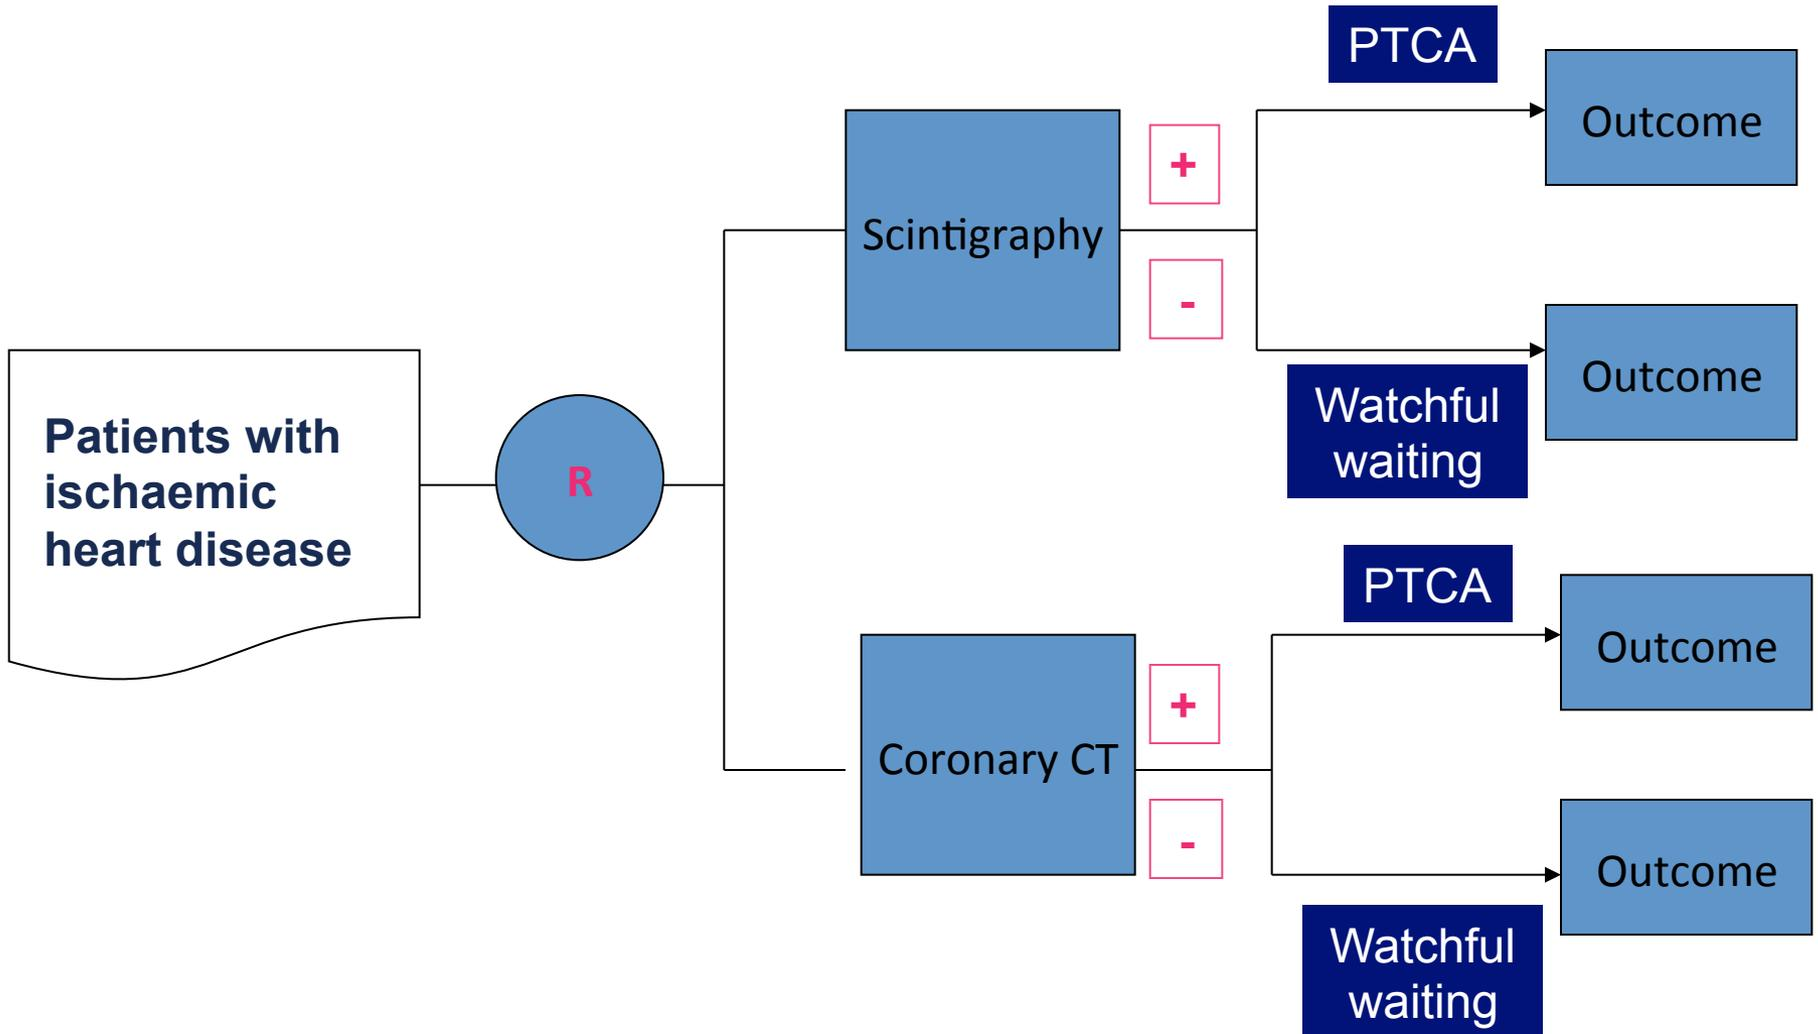 Patients with
ischaemic
heart disease
R
Scintigraphy
+
-
PTCA
Outcome
Watchful
waiting
Outcome
Coronary CT
+
-
PTCA
Outcome
Watchful
waiting
Outcome